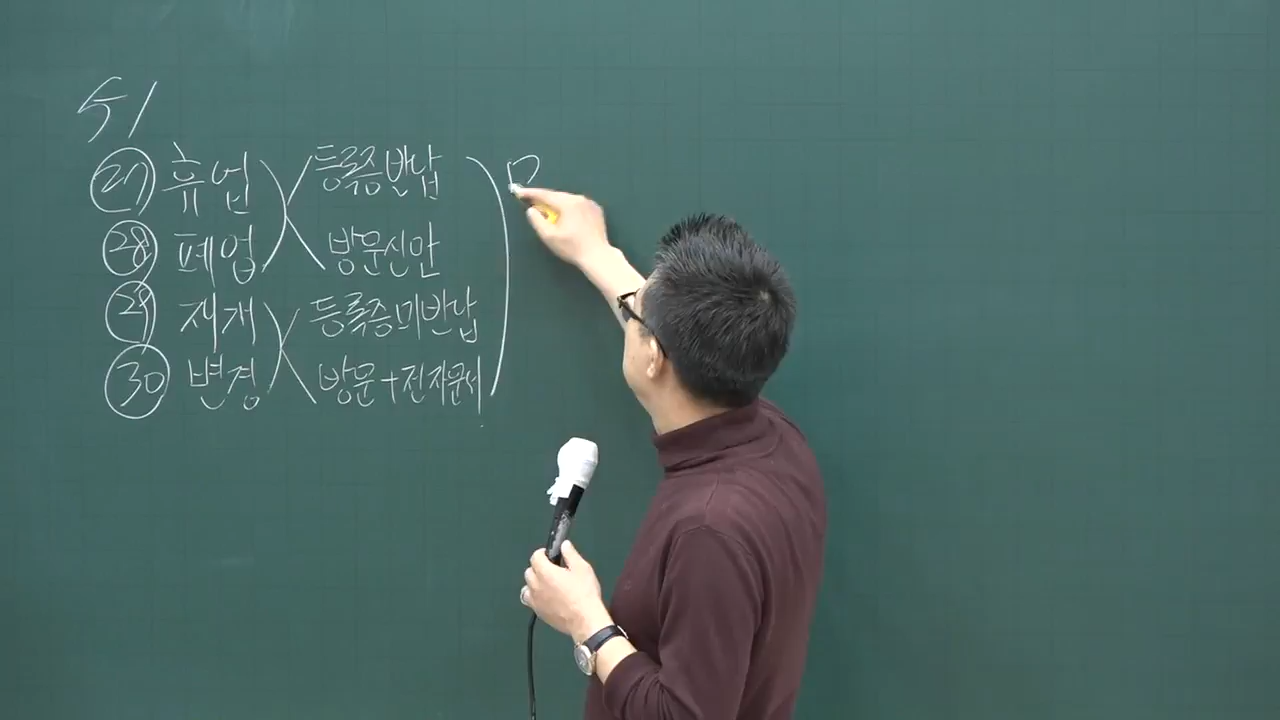 수/
27 휴업 등록증반납
28 폐업 방문신만
29 재개 등록증미반납
30 변경 방문+전자문서